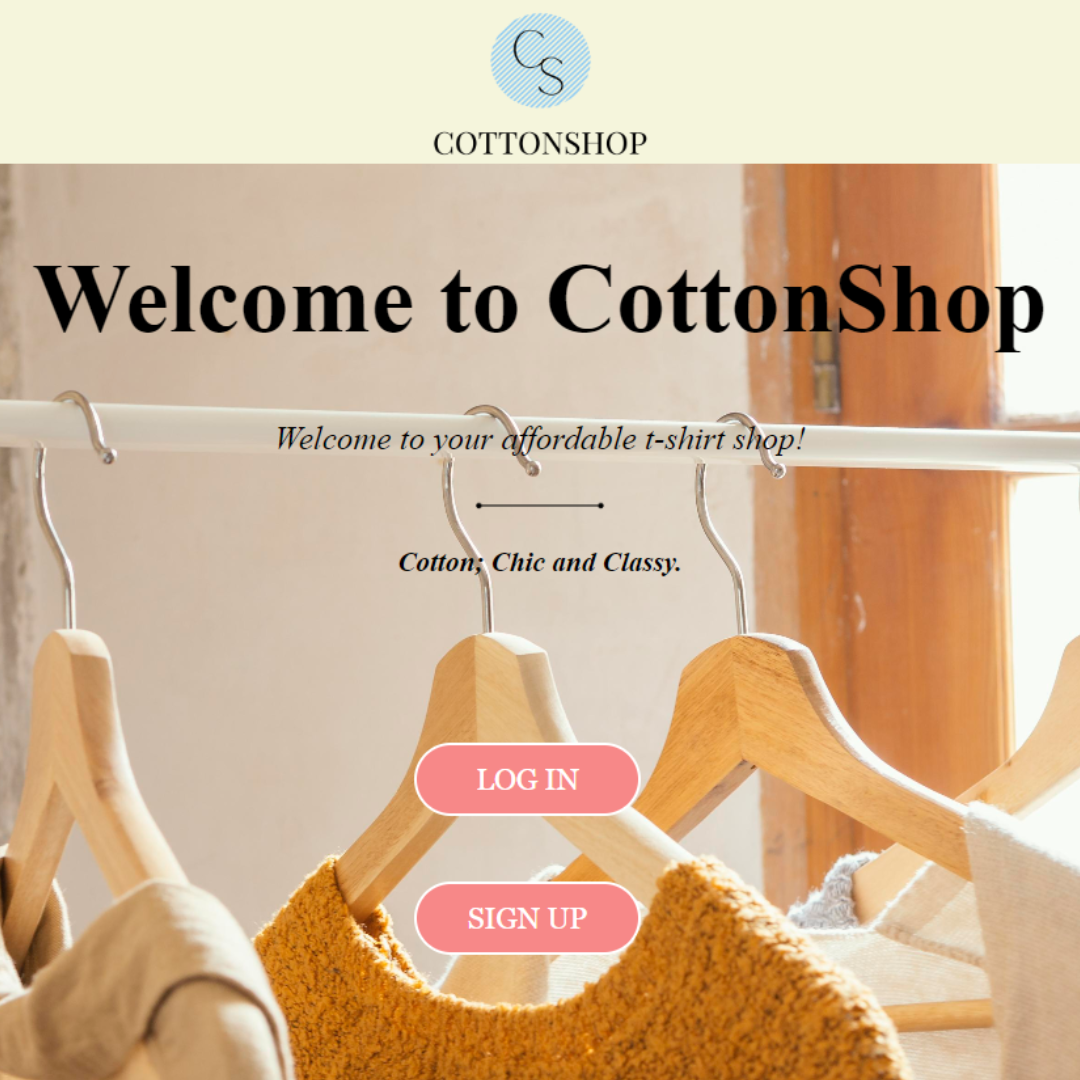 CS
COTTONSHOP
Welcome to CottonShop
Welcome to your affordable t-shirt shop!
Cotton; Chic and Classy.
LOG IN
SIGN UP